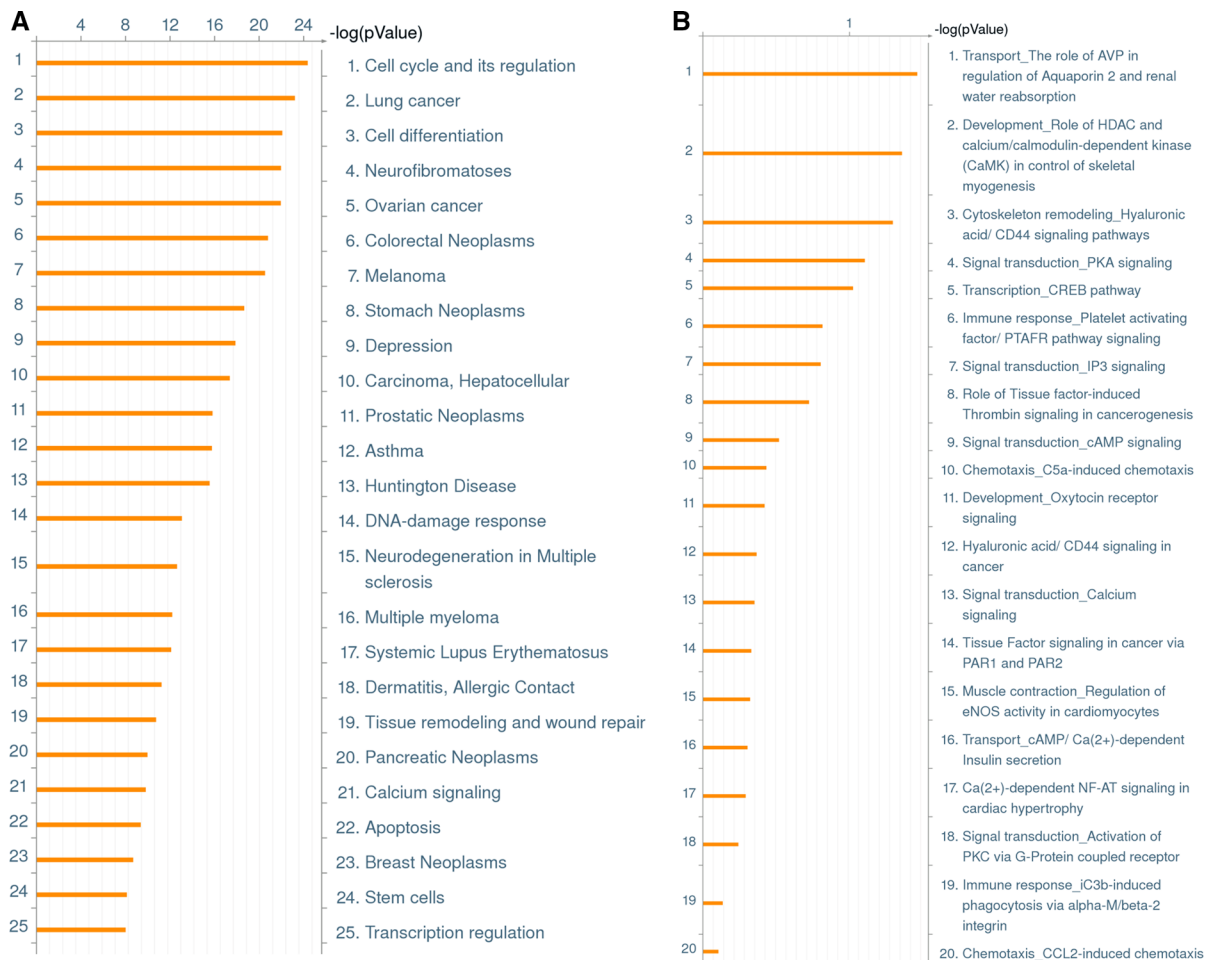 A
4 8 12 16 20 24
-log(pValue)
1
2
3
4
5
6
7
8
9
10
11
12
13
14
15
16
17
18
19
20
21
22
23
24
25
1. Cell cycle and its regulation
2. Lung cancer
3. Cell differentiation
4. Neurofibromatoses
5. Ovarian cancer
6. Colorectal Neoplasms
7. Melanoma
8. Stomach Neoplasms
9. Depression
10. Carcinoma, Hepatocellular
11. Prostatic Neoplasms
12. Asthma
13. Huntington Disease
14. DNA-damage response
15. Neurodegeneration in Multiple
sclerosis
16. Multiple myeloma
17. Systemic Lupus Erythematosus
18. Dermatitis, Allergic Contact
19. Tissue remodeling and wound repair
20. Pancreatic Neoplasms
21. Calcium signaling
22. Apoptosis
23. Breast Neoplasms
24. Stem cells
25. Transcription regulation
B
1
-log(pValue)
1
2
3
4
5
6
7
8
9
10
11
12
13
14
15
16
17
18
19
20
1. Transport_The role of AVP in
regulation of Aquaporin 2 and renal
water reabsorption
2. Development_Role of HDAC and
calcium/calmodulin-dependent kinase
(CaMK) in control of skeletal
myogenesis
3. Cytoskeleton remodeling_Hyaluronic
acid/ CD44 signaling pathways
4. Signal transduction_PKA signaling
5. Transcription_CREB pathway
6. Immune response_Platelet activating
factor/ PTAFR pathway signaling
7. Signal transduction_IP3 signaling
8. Role of Tissue factor-induced
Thrombin signaling in cancerogenesis
9. Signal transduction_cAMP signaling
10. Chemotaxis_C5a-induced chemotaxis
11. Development_Oxytocin receptor
signaling
12. Hyaluronic acid/ CD44 signaling in
cancer
13. Signal transduction_Calcium
signaling
14. Tissue Factor signaling in cancer via
PAR1 and PAR2
15. Muscle contraction_Regulation of
eNOS activity in cardiomyocytes
16. Transport_cAMP/ Ca(2+)-dependent
Insulin secretion
17. Ca(2+)-dependent NF-AT signaling in
cardiac hypertrophy
18. Signal transduction_Activation of
PKC via G-Protein coupled receptor
19. Immune response_iC3b-induced
phagocytosis via alpha-M/beta-2
integrin
20. Chemotaxis_CCL2-induced chemotaxis